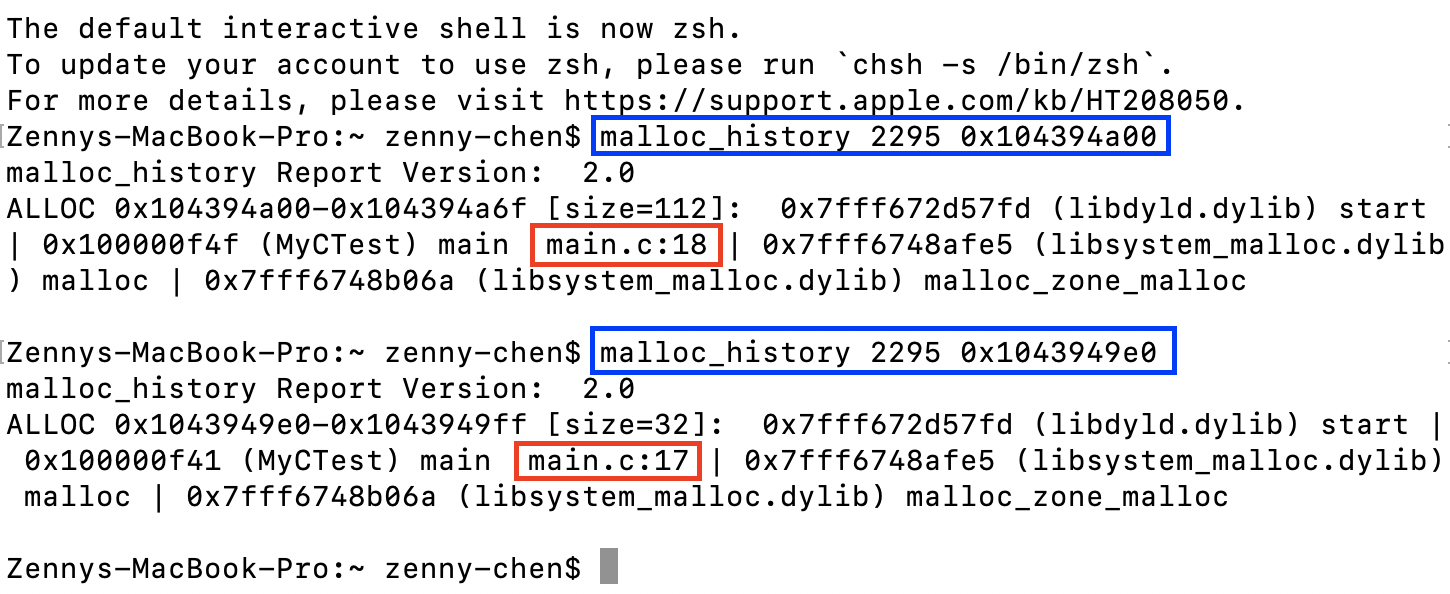 The default interactive shell is now zsh.
To update your account to use zsh, please run `chsh -s /bin/zsh`.
For more details, please visit https://support.apple.com/kb/HT208050.
[Zennys-MacBook-Pro:~ zenny-chen$ malloc_history 2295 0x104394a00
malloc_history Report Version:  2.0
ALLOC 0x104394a00-0x104394a6f [size=112]:  0x7fff672d57fd (libdyld.dylib) start
| 0x100000f4f (MyCTest) main  main.c:18 | 0x7fff6748afe5 (libsystem_malloc.dylib
) malloc | 0x7fff6748b06a (libsystem_malloc.dylib) malloc_zone_malloc
[Zennys-MacBook-Pro:~ zenny-chen$ malloc_history 2295 0x1043949e0
malloc_history Report Version:  2.0
ALLOC 0x1043949e0-0x1043949ff [size=32]:  0x7fff672d57fd (libdyld.dylib) start |
 0x100000f41 (MyCTest) main  main.c:17 | 0x7fff6748afe5 (libsystem_malloc.dylib)
 malloc | 0x7fff6748b06a (libsystem_malloc.dylib) malloc_zone_malloc
Zennys-MacBook-Pro:~ zenny-chen$